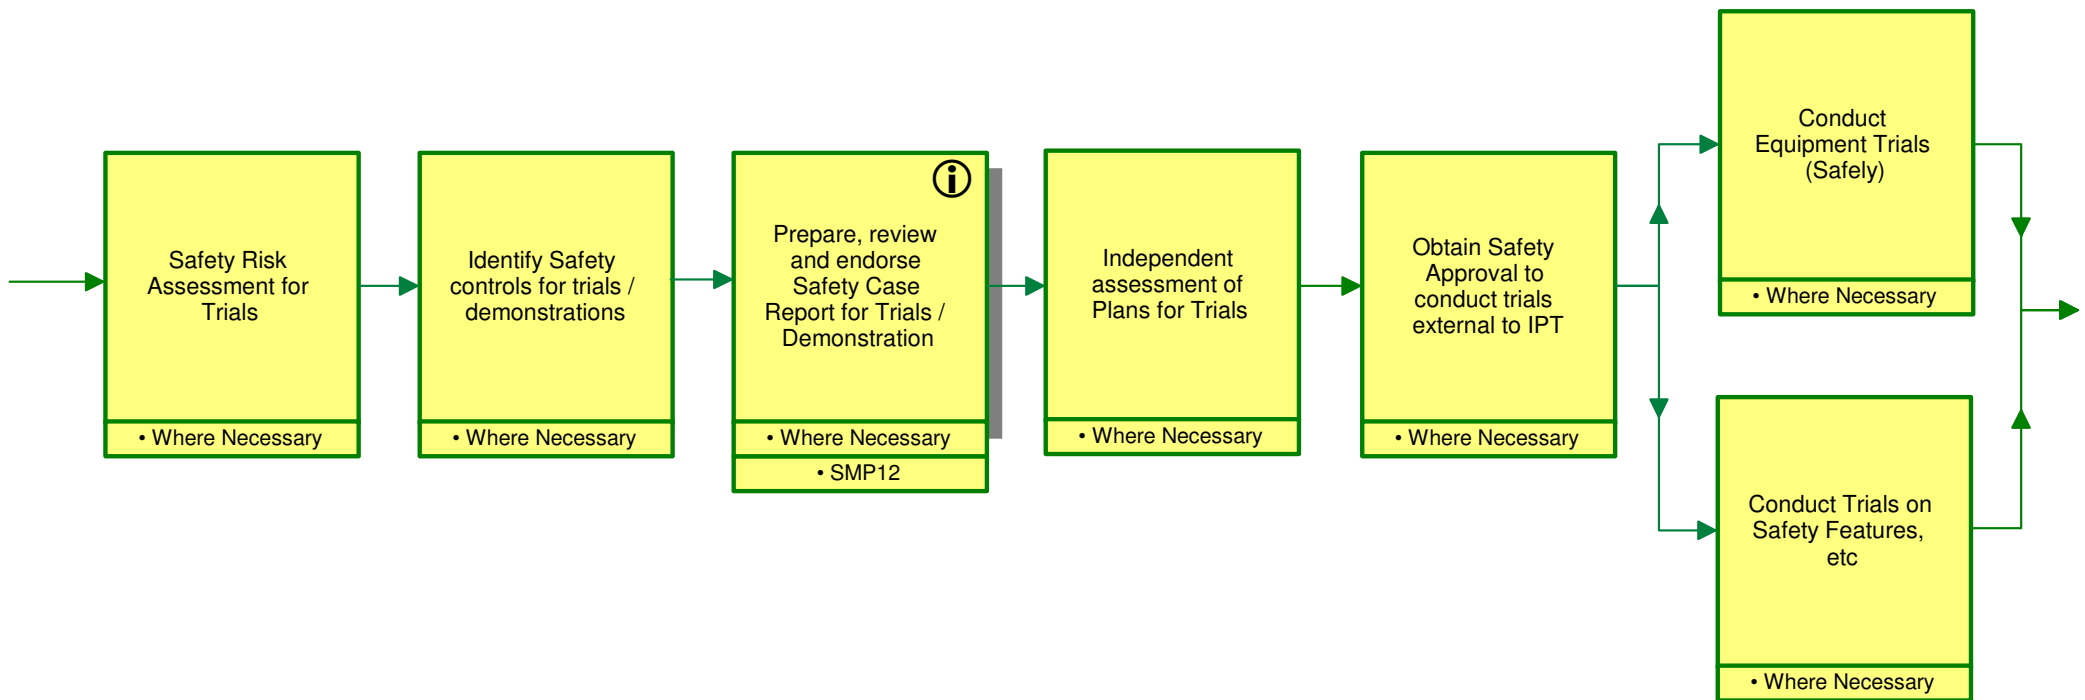 Safety Risk
Assessment for
Trials
• Where Necessary
Identify Safety
controls for trials /
demonstrations
• Where Necessary
Prepare, review
and endorse
Safety Case
Report for Trials /
Demonstration
• Where Necessary
• SMP12
Independent
assessment of
Plans for Trials
• Where Necessary
Obtain Safety
Approval to
conduct trials
external to IPT
• Where Necessary
Conduct
Equipment Trials
(Safely)
• Where Necessary
Conduct Trials on
Safety Features,
etc
• Where Necessary